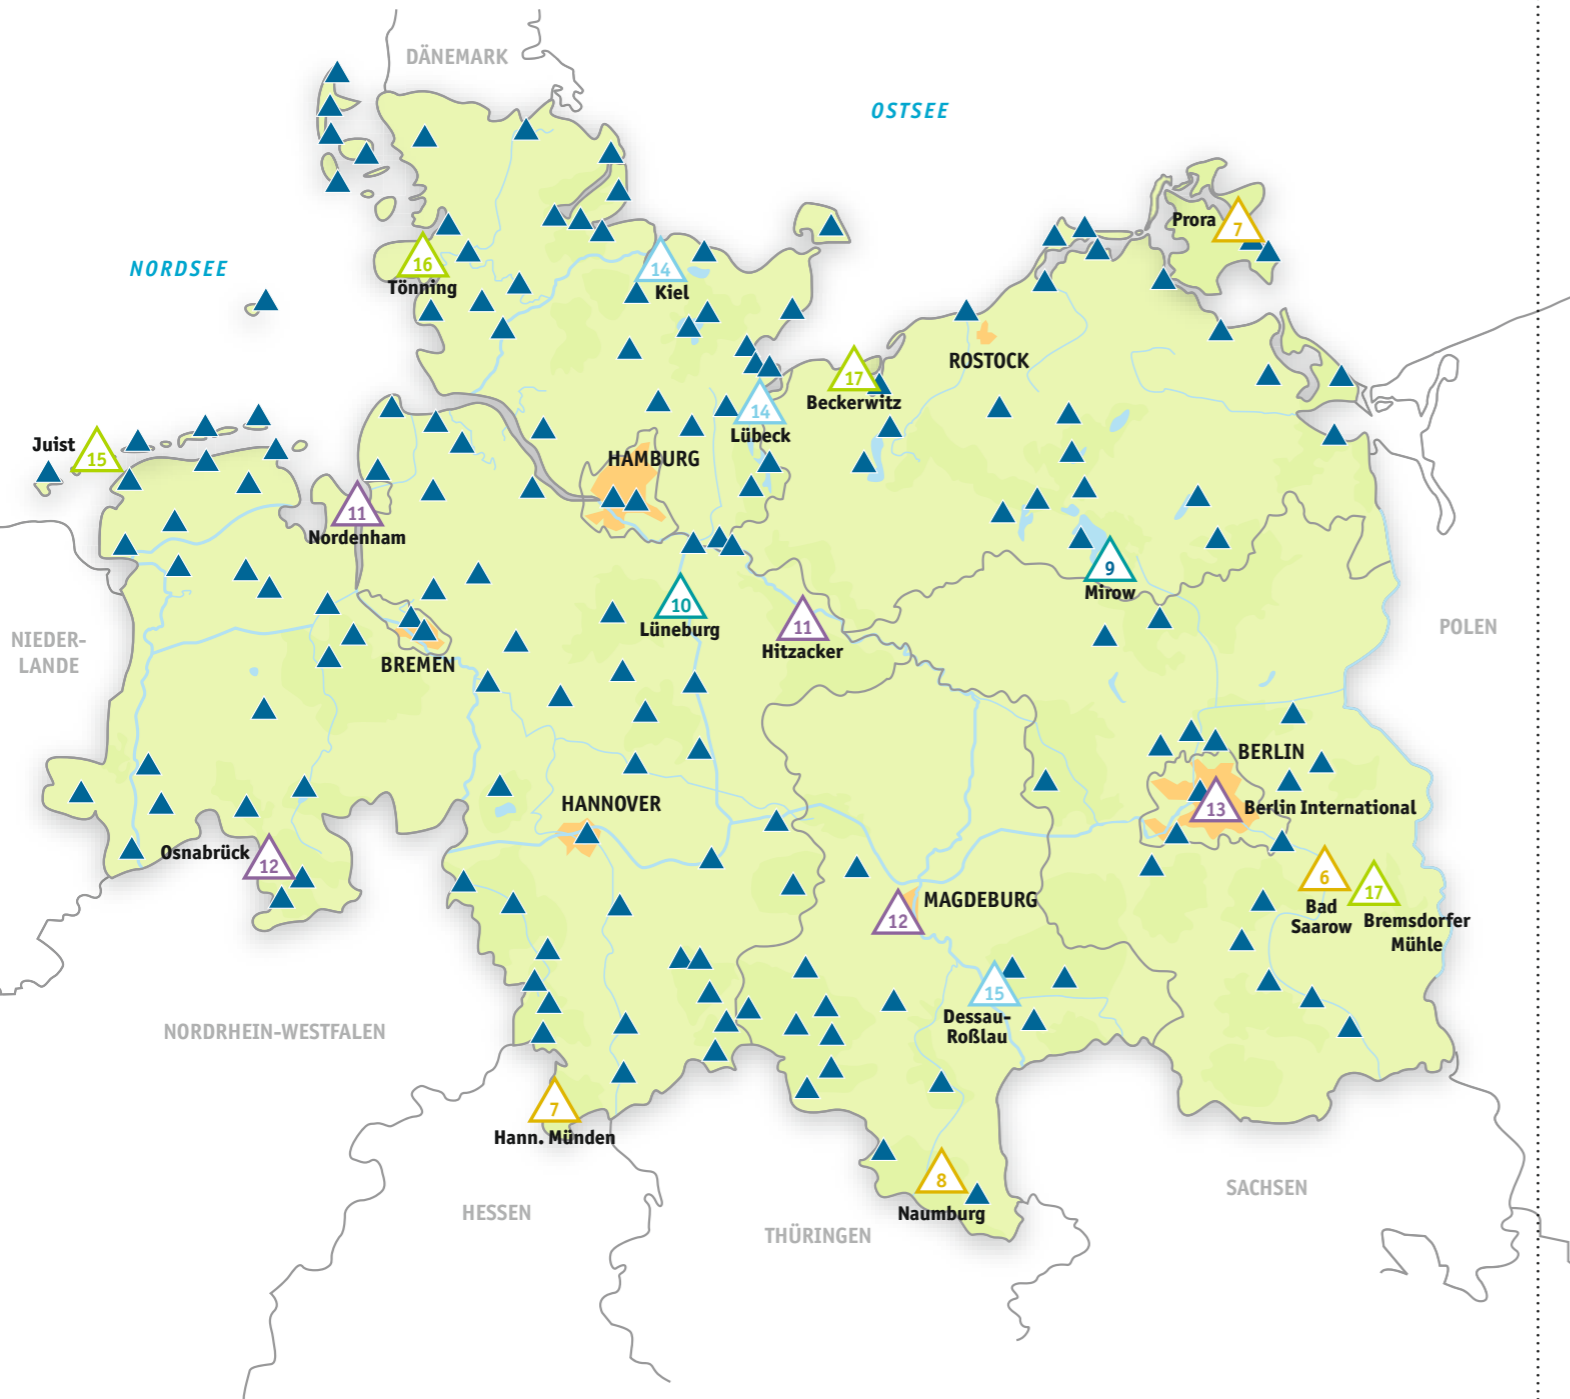 DÄNEMARK
OSTSEE
Prora
7
NORDSEE
16
Tönning
14
Kiel
ROSTOCK
17
Beckerwitz
14
Lübeck
Juist
15
HAMBURG
11
Nordenham
9
Mirow
10
Lüneburg
11
Hitzacker
NIEDER-
LANDE
POLEN
BREMEN
BERLIN
13
Berlin International
HANNOVER
Osnabrück
12
6
Bad
Saarow
17
Bremsdorfer
Mühle
MAGDEBURG
12
15
Dessau-
Roßlau
NORDRHEIN-WESTFALEN
7
Hann. Münden
8
Naumburg
SACHSEN
HESSEN
THÜRINGEN